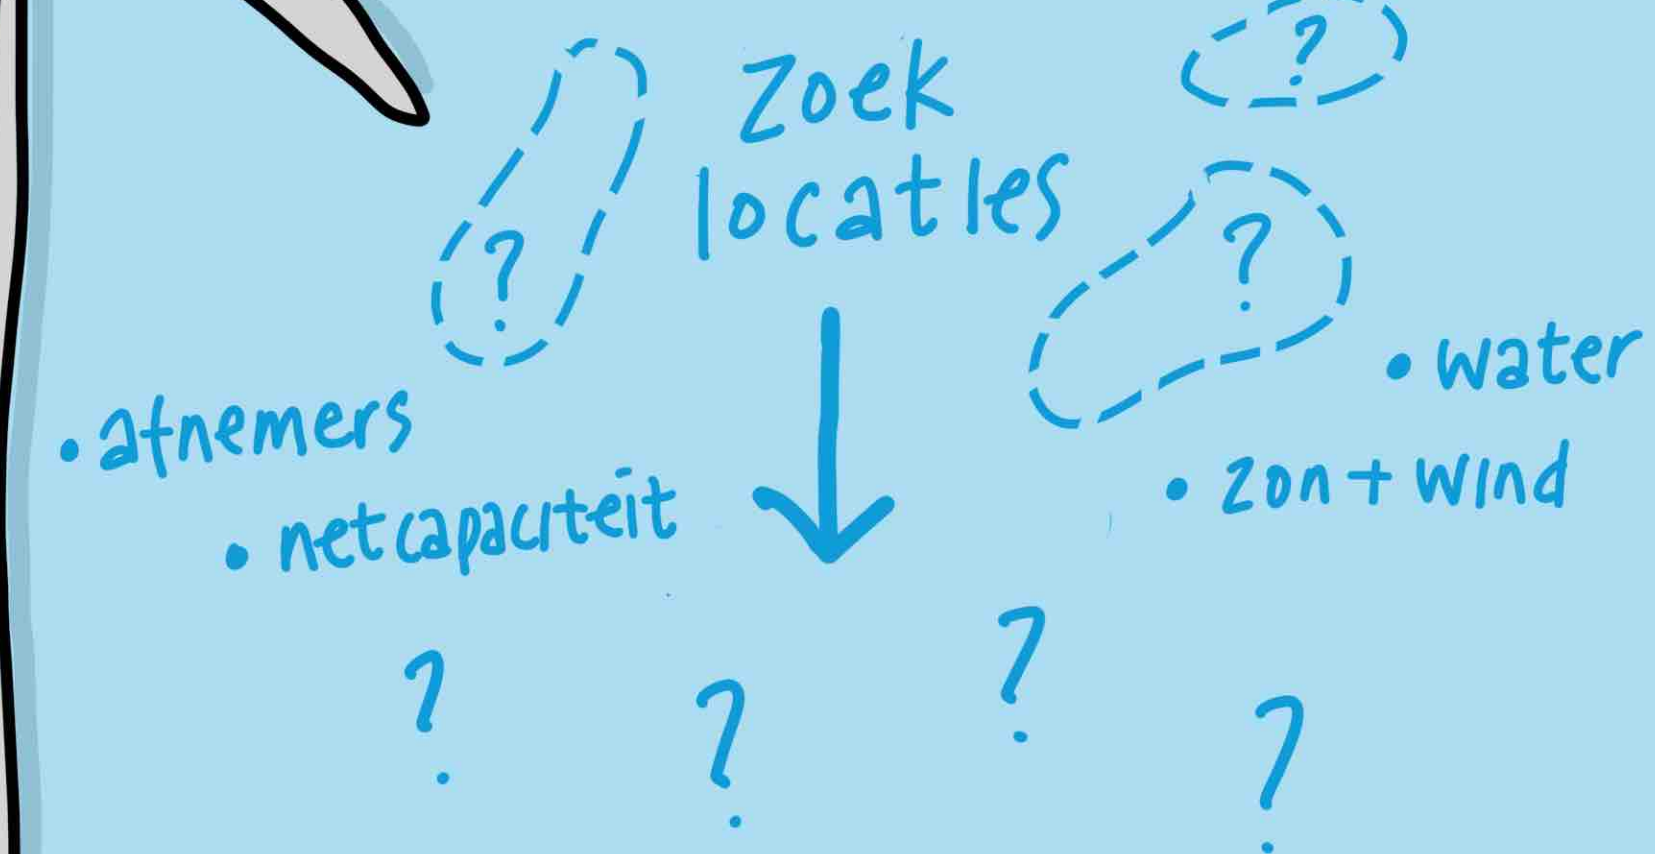 ?
zoek
locaties
?
?
• water
• afnemers
• zon + wind
• netcapaciteit
?
?
?
?